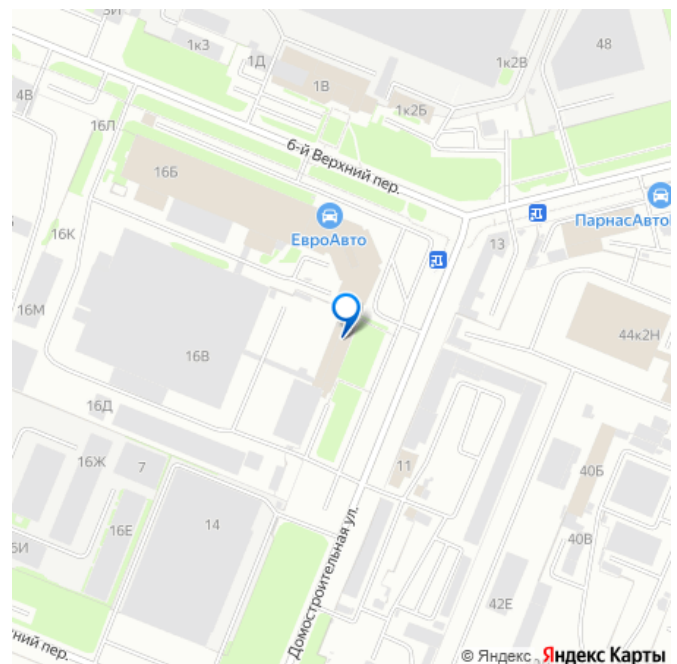 3И
1к3
1Д
1В
1к2В
48
4В
1к2Б
16Л
6-й Верхний пер.
16Б
ПарнасАвто
ЕвроАвто
13
16К
16М
44к2Н
16В
16Д
16Ж
7
11
40Б
14
16Е
40В
Домостроительная ул.
42Е
© Яндекс Яндекс Карты